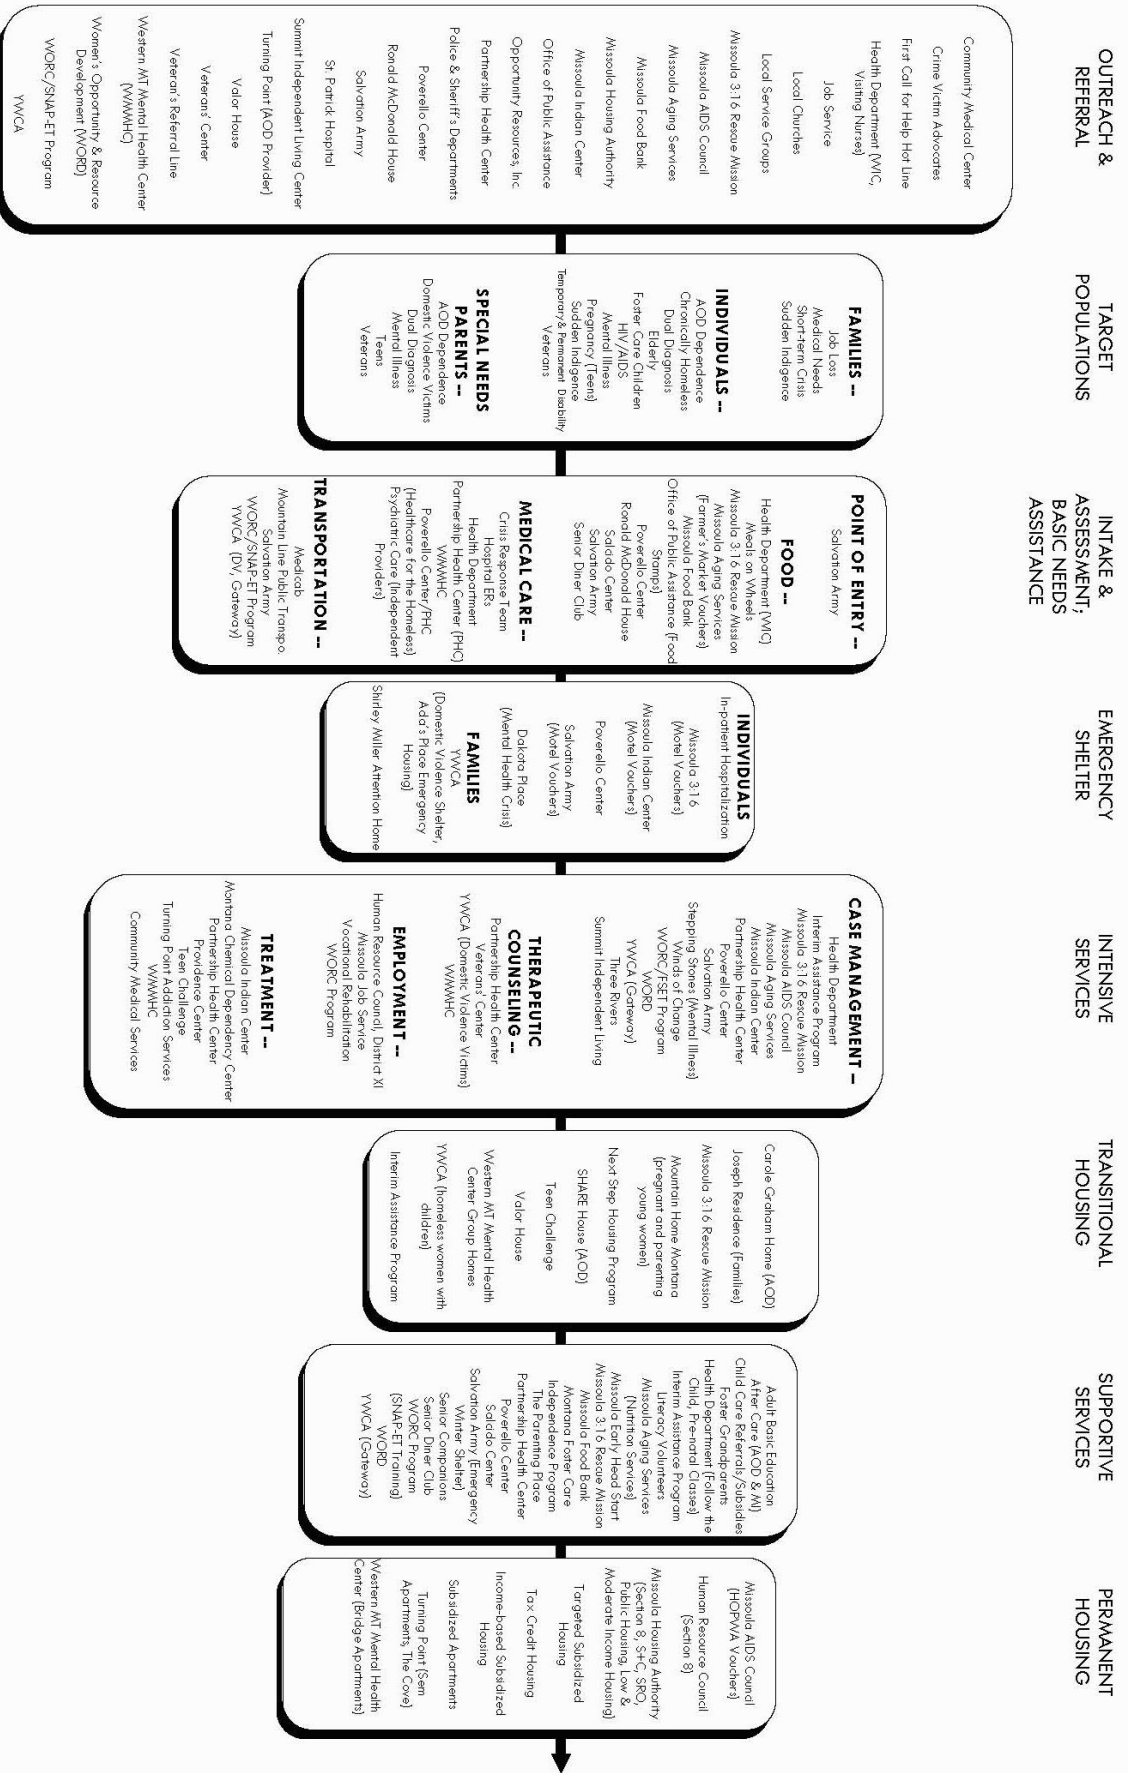 OUTREACH &
REFERRAL
Community Medical Center
Crime Victim Advocates
First Call for Help Hot Line
Health Department (WIC,
Visiting Nurses)
Job Service
Local Churches
Local Service Groups
Missoula 3:16 Rescue Mission
Missoula AIDS Council
Missoula Aging Services
Missoula Food Bank
Missoula Housing Authority
Missoula Indian Center
Office of Public Assistance
Opportunity Resources, Inc.
Partnership Health Center
Police & Sheriff's Departments
Poverello Center
Ronald McDonald House
Salvation Army
St. Patrick Hospital
Summit Independent Living Center
Turning Point (AOD Provider)
Valor House
Veterans' Center
Veteran's Referral Line
Western MT Mental Health Center
(WMMHC)
Women's Opportunity & Resource
Development (WORD)
WORC/SNAP-ET Program
YWCA
TARGET
POPULATIONS
FAMILIES --
Job Loss
Medical Needs
Short-term Crisis
Sudden Indigence
INDIVIDUALS --
AOD Dependence
Chronically Homeless
Dual Diagnosis
Elderly
Foster Care Children
HIV/AIDS
Mental Illness
Pregnancy (Teens)
Sudden Indigence
Temporary & Permanent Disability
Veterans
SPECIAL NEEDS
PARENTS --
AOD Dependence
Domestic Violence Victims
Dual Diagnosis
Mental Illness
Teens
Veterans
INTAKE &
ASSESSMENT;
BASIC NEEDS
ASSISTANCE
POINT OF ENTRY --
Salvation Army
FOOD --
Health Department (WIC)
Meals on Wheels
Missoula 3:16 Rescue Mission
Missoula Aging Services
(Farmer's Market Vouchers)
Missoula Food Bank
Office of Public Assistance (Food
Stamps)
Poverello Center
Ronald McDonald House
Salcido Center
Salvation Army
Senior Diner Club
MEDICAL CARE --
Crisis Response Team
Hospital ERs
Health Department
Partnership Health Center (PHC)
WMMHC
Poverello Center/PHC
(Healthcare for the Homeless)
Psychiatric Care (Independent
Providers)
TRANSPORTATION --
Medicab
Mountain Line Public Transpo.
Salvation Army
WORC/SNAP-ET Program
YWCA (DV, Gateway)
EMERGENCY
SHELTER
INDIVIDUALS
In-patient Hospitalization
Missoula 3:16
(Motel Vouchers)
Missoula Indian Center
(Motel Vouchers)
Poverello Center
Salvation Army
(Motel Vouchers)
Dakota Place
(Mental Health Crisis)
FAMILIES
YWCA
(Domestic Violence Shelter,
Ada's Place Emergency
Housing)
Shirley Miller Attention Home
INTENSIVE
SERVICES
CASE MANAGEMENT –
Health Department
Interim Assistance Program
Missoula 3:16 Rescue Mission
Missoula AIDS Council
Missoula Aging Services
Missoula Indian Center
Partnership Health Center
Poverello Center
Salvation Army
Stepping Stones (Mental Illness)
Winds of Change
WORC/FSET Program
WORD
YWCA (Gateway)
Three Rivers
Summit Independent Living
THERAPEUTIC
COUNSELING --
Partnership Health Center
Veterans' Center
YWCA (Domestic Violence Victims)
WMMHC
EMPLOYMENT --
Human Resource Council, District XI
Missoula Job Service
Vocational Rehabilitation
WORC Program
TREATMENT --
Missoula Indian Center
Montana Chemical Dependency Center
Partnership Health Center
Providence Center
Teen Challenge
Turning Point Addiction Services
WMMHC
Community Medical Services
TRANSITIONAL
HOUSING
Carole Graham Home (AOD)
Joseph Residence (Families)
Missoula 3:16 Rescue Mission
Mountain Home Montana
(pregnant and parenting
young women)
Next Step Housing Program
SHARE House (AOD)
Teen Challenge
Valor House
Western MT Mental Health
Center Group Homes
YWCA (homeless women with
children)
Interim Assistance Program
SUPPORTIVE
SERVICES
Adult Basic Education
After Care (AOD & MI)
Child Care Referrals/Subsidies
Foster Grandparents
Health Department (Follow the
Child, Pre-natal Classes)
Interim Assistance Program
Literacy Volunteers
Missoula Aging Services
(Nutrition Services)
Missoula Early Head Start
Missoula 3:16 Rescue Mission
Missoula Food Bank
Montana Foster Care
Independence Program
The Parenting Place
Partnership Health Center
Poverello Center
Salcido Center
Salvation Army (Emergency
Winter Shelter)
Senior Companions
Senior Diner Club
WORC Program
(SNAP-ET Training)
WORD
YWCA (Gateway)
PERMANENT
HOUSING
Missoula AIDS Council
(HOPWA Vouchers)
Human Resource Council
(Section 8)
Missoula Housing Authority
(Section 8, S+C, SRO,
Public Housing, Low &
Moderate Income Housing)
Targeted Subsidized
Housing
Tax Credit Housing
Income-based Subsidized
Housing
Subsidized Apartments
Turning Point (Sem
Apartments, The Cove)
Western MT Mental Health
Center (Bridge Apartments)